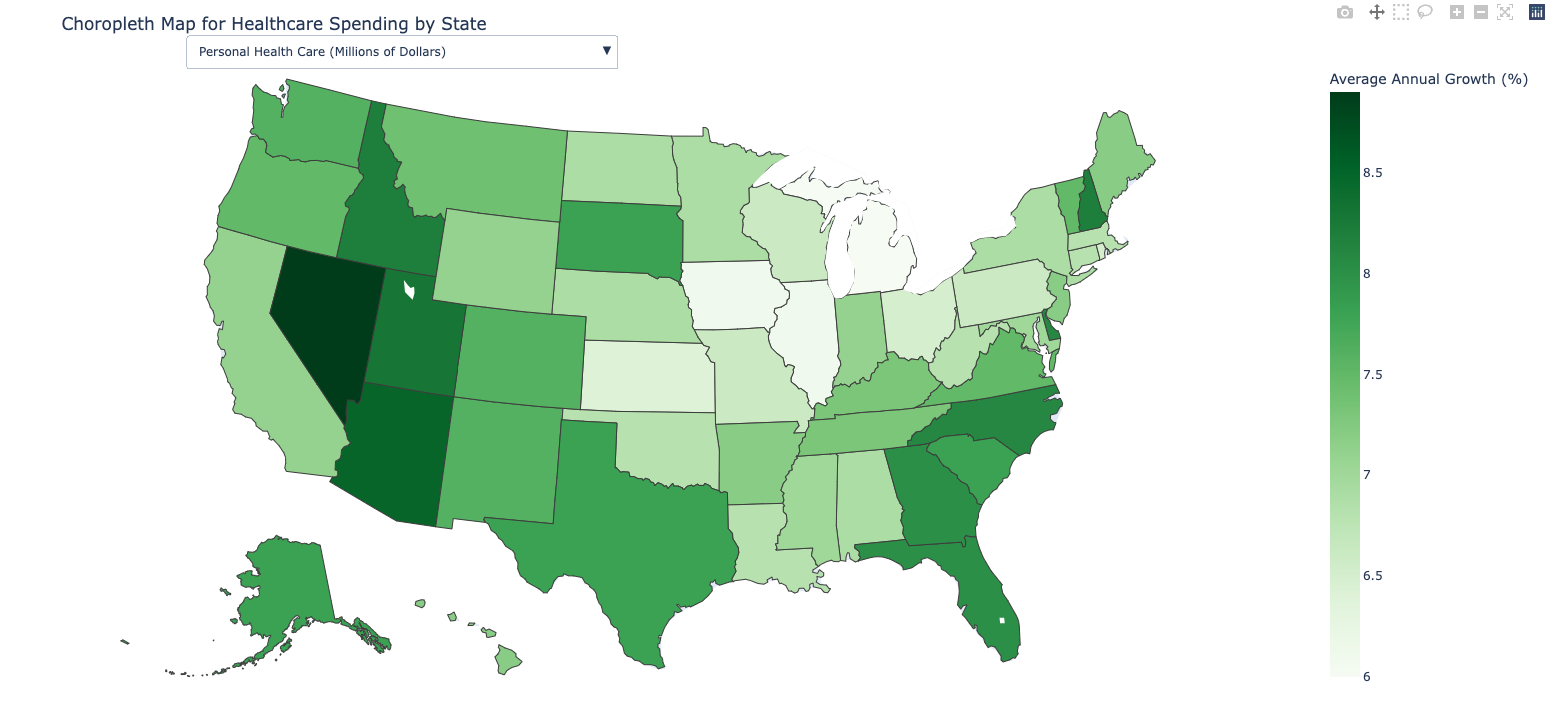 Choropleth Map for Healthcare Spending by State
Personal Health Care (Millions of Dollars) ▼
Average Annual Growth (%)
8.5
8
7.5
7
6.5
6